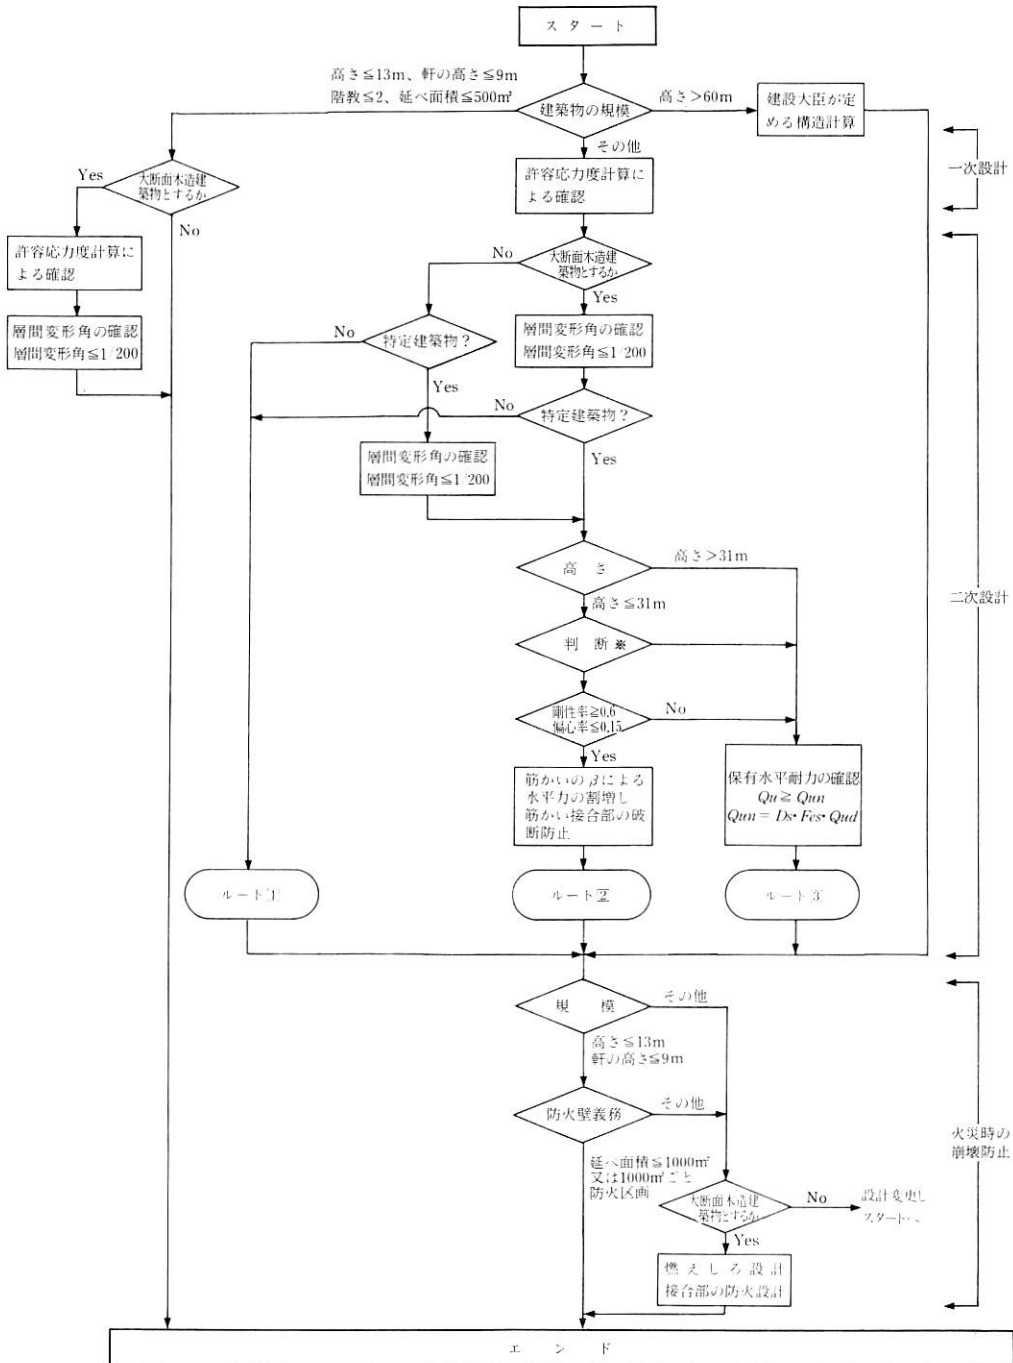 スタート
高さ≦13m、軒の高さ≦9m
階教≦2、延べ面積≦500㎡
建築物の規模
高さ>60m
建設大臣が定
める構造計算
その他
一次設計
Yes
大断面木造建
築物とするか
No
許容応力度計算に
よる確認
許容応力度計算に
よる確認
No
大断面木造建
築物とするか
Yes
層間変形角の確認
層間変形角≦1/200
No
特定建築物?
Yes
層間変形角の確認
層間変形角≦1/200
No
特定建築物?
Yes
層間変形角の確認
層間変形角≦1/200
高さ
高さ>31m
高さ≦31m
二次設計
判断※
剛性率≧0.6
偏心率≦0.15
No
Yes
筋かいのβによる
水平力の割増し
筋かい接合部の破
断防止
保有水平耐力の確認
Qu≧Qun
Qun=Ds・Fes・Qud
ルート[1]
ルート[2]
ルート[3]
規模
その他
高さ≦13m
軒の高さ≦9m
防火壁義務
その他
火災時の
崩壊防止
延べ面積≦1000㎡
又は1000㎡ごと
防火区画
大断面木造建
築物とするか
No
設計変更し
スタートへ
Yes
燃えしろ設計
接合部の防火設計
エンド